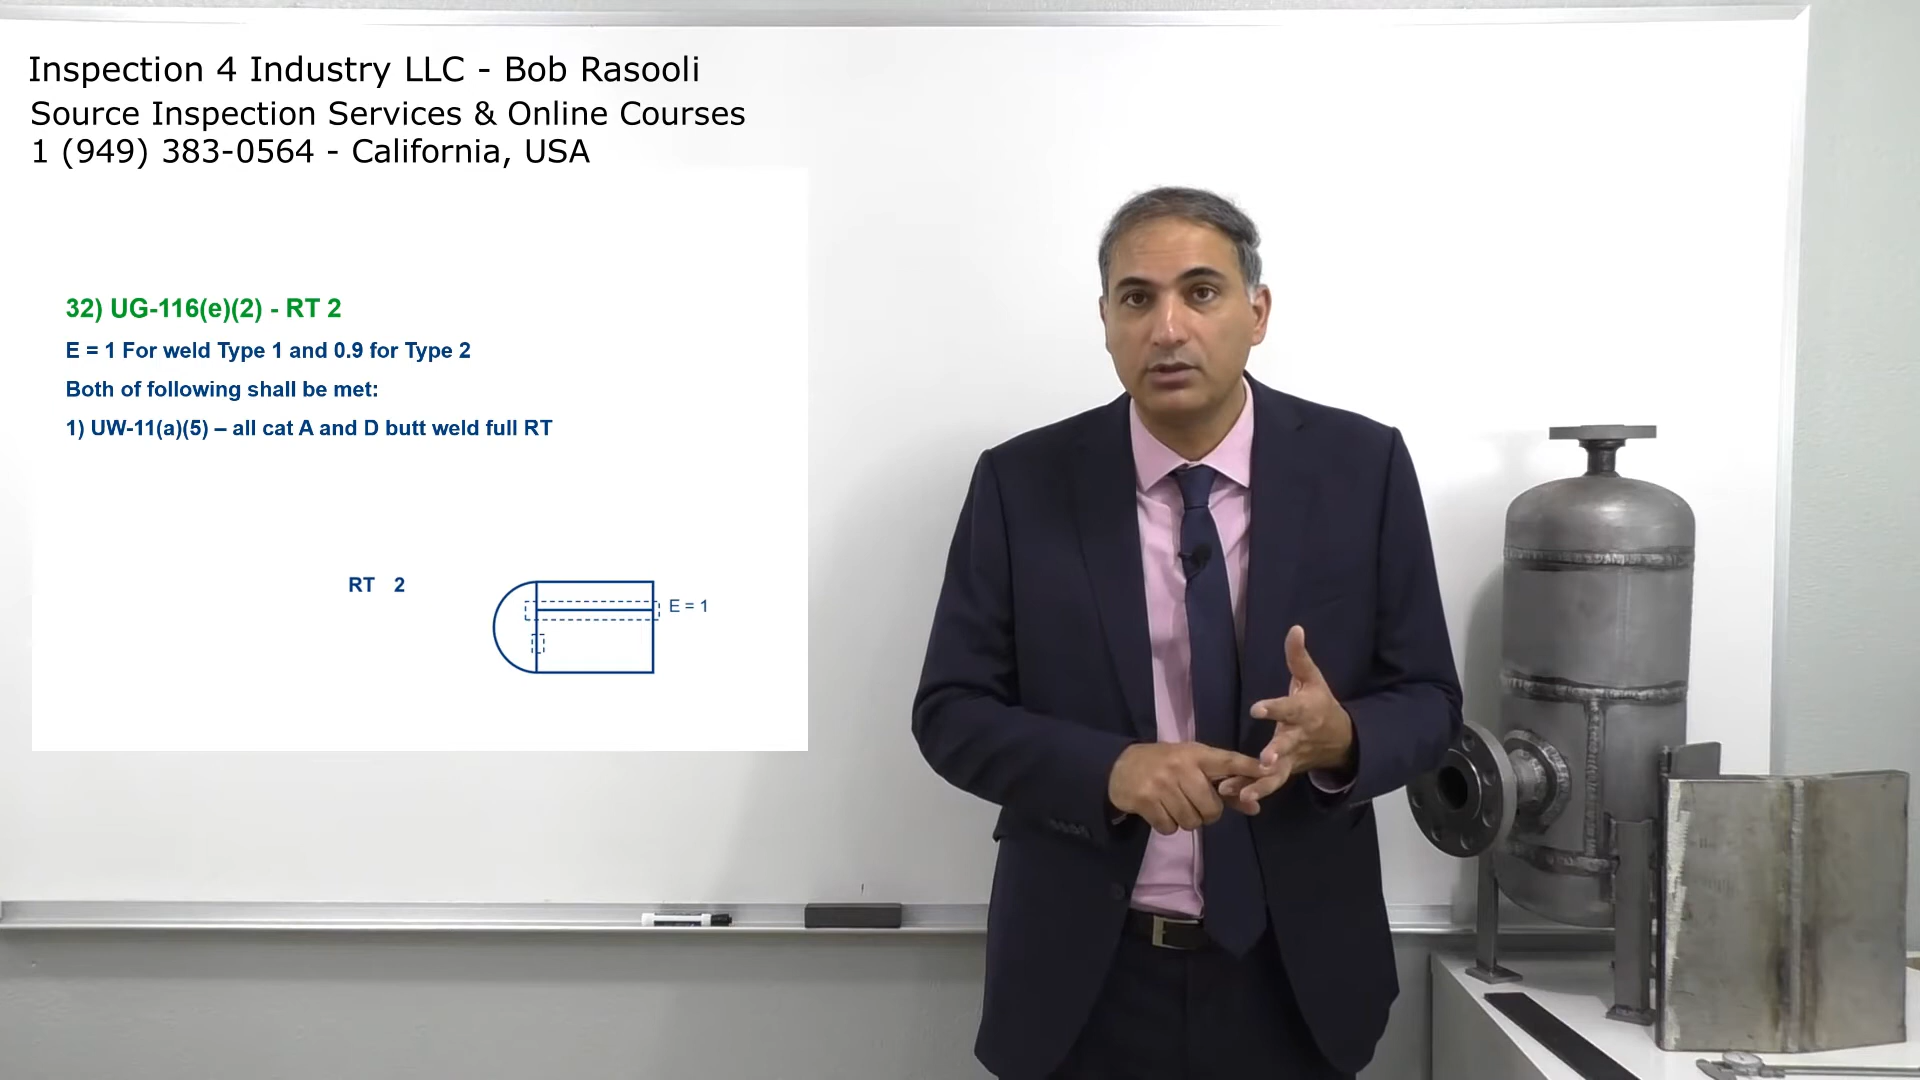 Inspection 4 Industry LLC - Bob Rasooli
Source Inspection Services & Online Courses
1 (949) 383-0564 - California, USA
32) UG-116(e)(2) - RT 2
E = 1 For weld Type 1 and 0.9 for Type 2
Both of following shall be met:
1) UW-11(a)(5) – all cat A and D butt weld full RT
RT 2
E = 1